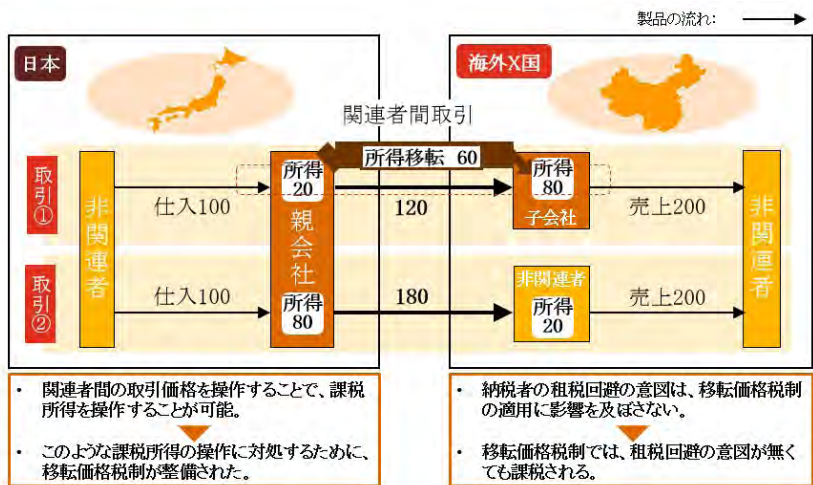 製品の流れ:
日本
海外X国
関連者間取引
所得移転 60
取引①
非関連者
仕入100
所得
20
親会社
120
所得
80
子会社
売上200
非関連者
取引②
仕入100
所得
80
180
非関連者
所得
20
売上200
・ 関連者間の取引価格を操作することで、課税
所得を操作することが可能。
・ このような課税所得の操作に対処するために、
移転価格税制が整備された。
・ 納税者の租税回避の意図は、移転価格税制
の適用に影響を及ぼさない。
・ 移転価格税制では、租税回避の意図が無く
ても課税される。